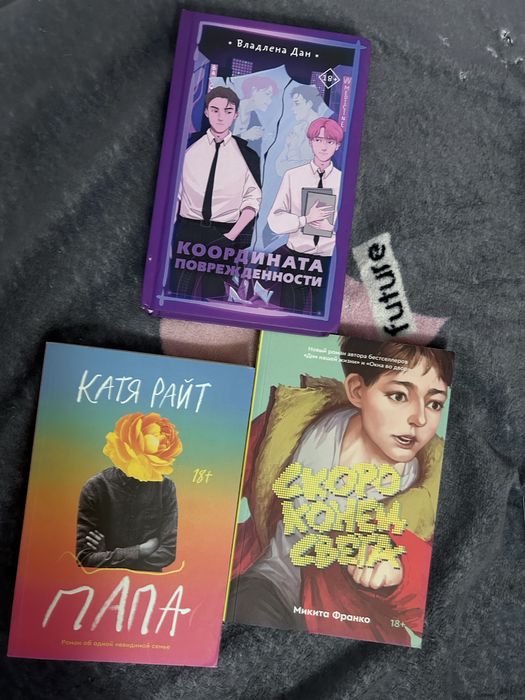 Владлена Дан
18+
MEDICINE
КООРДИНАТА
ПОВРЕЖДЕННОСТИ
future
КАТЯ РАЙТ
18+
ПАПА
Роман об одной невидимой семье
Новый роман автора бестселлеров
«Дни нашей жизни» и «Окна во двор»
СКОРО
КОНЕЦ
СВЕТА
Микита Франко
18+